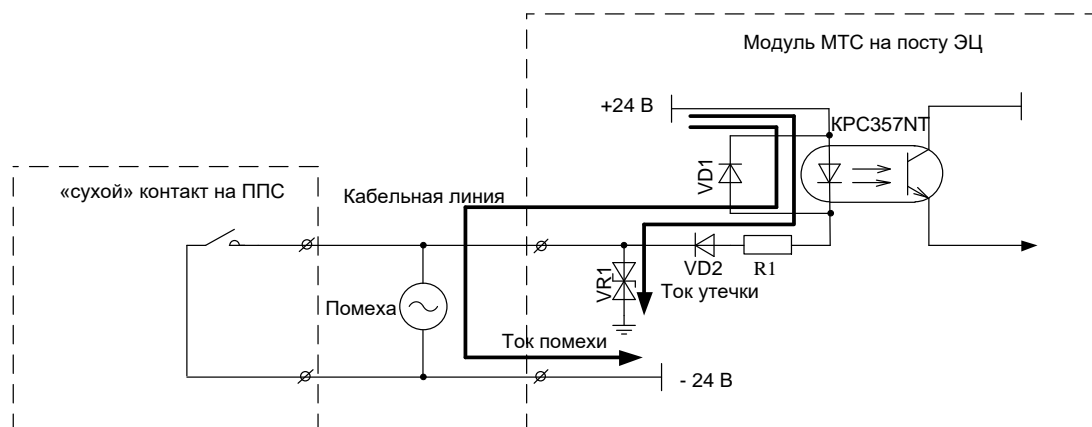 Модуль МТС на посту ЭЦ
+24 В
КРС357NT
VD1
«сухой» контакт на ППС
Кабельная линия
VD2
R1
VR1
Ток утечки
Помеха
Ток помехи
- 24 В